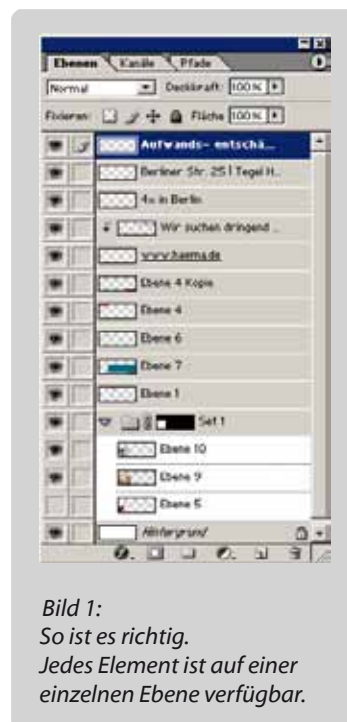 Ebenen Kanäle Pfade
Normal Deckkraft: 100%
Fixieren: Fläche 100%
Aufwands- entschä...
Berliner Str. 25 | Tegel H..
4x in Berlin
Wir suchen dringend ..
www.haema.de
Ebene 4 Kopie
Ebene 4
Ebene 6
Ebene 7
Ebene 1
Set 1
Ebene 10
Ebene 9
Ebene 5
Hintergrund
Bild 1:
So ist es richtig.
Jedes Element ist auf einer
einzelnen Ebene verfügbar.